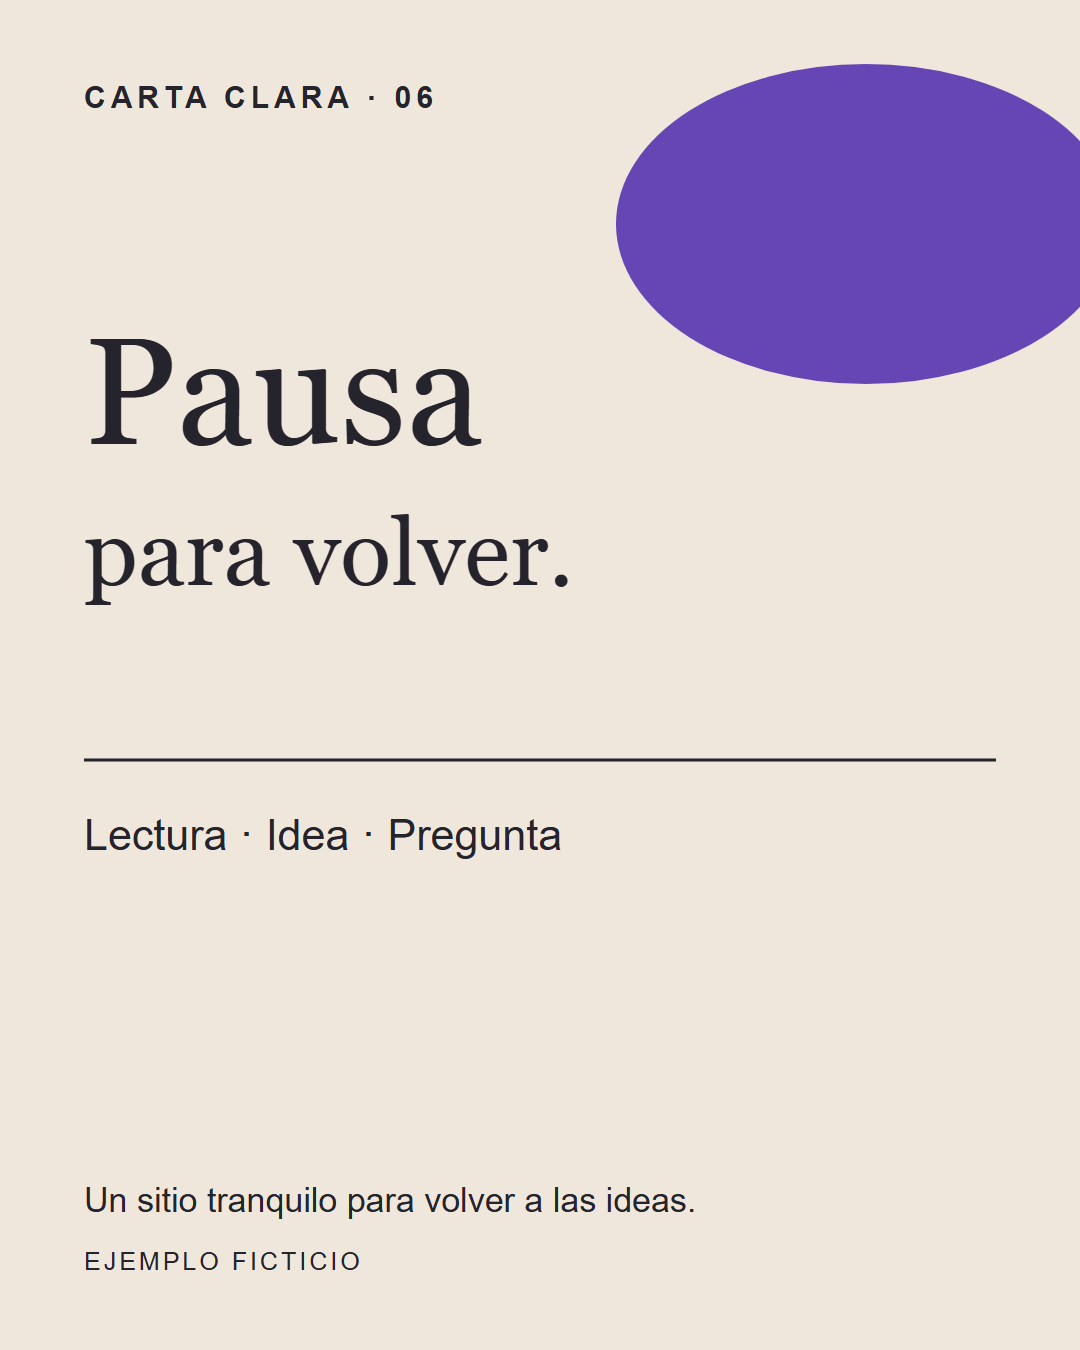 CARTA CLARA · 06
Pausa
para volver.
Lectura · Idea · Pregunta
Un sitio tranquilo para volver a las ideas.
EJEMPLO FICTICIO